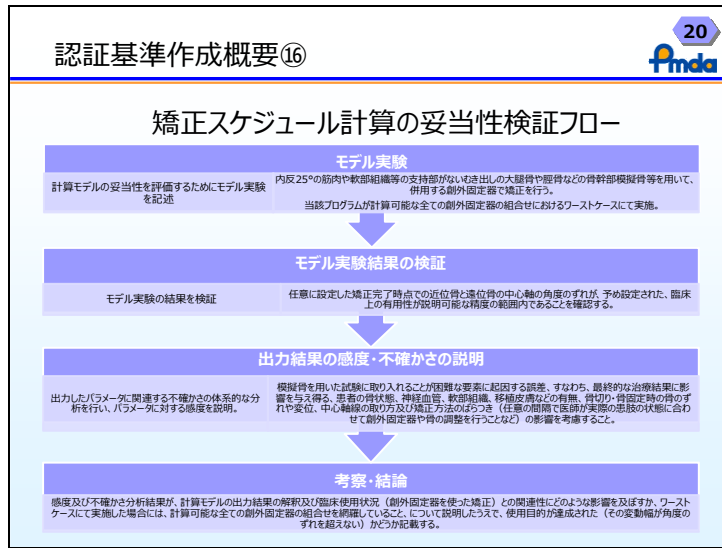 認証基準作成概要⑯
20
Pmda
矯正スケジュール計算の妥当性検証フロー
モデル実験
計算モデルの妥当性を評価するためにモデル実験
を記述
内反25°の筋肉や軟部組織等の支持部がないむき出しの大腿骨や脛骨などの骨幹部模擬骨等を用いて、
併用する創外固定器で矯正を行う。
当該プログラムが計算可能な全ての創外固定器の組合せにおけるワーストケースにて実施。
モデル実験結果の検証
モデル実験の結果を検証
任意に設定した矯正完了時点での近位骨と遠位骨の中心軸の角度のずれが、予め設定された、臨床
上の有用性が説明可能な精度の範囲内であることを確認する。
出力結果の感度・不確かさの説明
出力したパラメータに関連する不確かさの体系的な分
析を行い、パラメータに対する感度を説明。
模擬骨を用いた試験に取り入れることが困難な要素に起因する誤差、すなわち、最終的な治療結果に影
響を与え得る、患者の骨状態、神経血管、軟部組織、移植皮膚などの有無、骨切り・骨固定時の骨のず
れや変位、中心軸線の取り方及び矯正方法のばらつき（任意の間隔で医師が実際の患肢の状態に合わ
せて創外固定器や骨の調整を行うことなど）の影響を考慮すること。
考察・結論
感度及び不確かさ分析結果が、計算モデルの出力結果の解釈及び臨床使用状況（創外固定器を使った矯正）との関連性にどのような影響を及ぼすか、ワースト
ケースにて実施した場合には、計算可能な全ての創外固定器の組合せを網羅していること、について説明したうえで、使用目的が達成された（その変動幅が角度の
ずれを超えない）かどうか記載する。